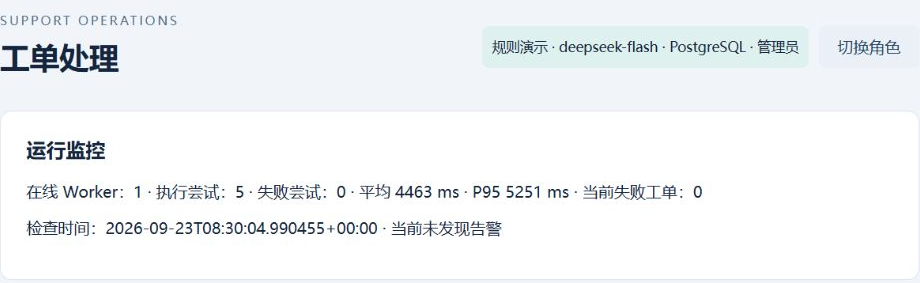 SUPPORT OPERATIONS
工单处理
规则演示 · deepseek-flash · PostgreSQL · 管理员
切换角色
运行监控
在线 Worker：1 · 执行尝试：5 · 失败尝试：0 · 平均 4463 ms · P95 5251 ms · 当前失败工单：0
检查时间：2026-09-23T08:30:04.990455+00:00 · 当前未发现告警